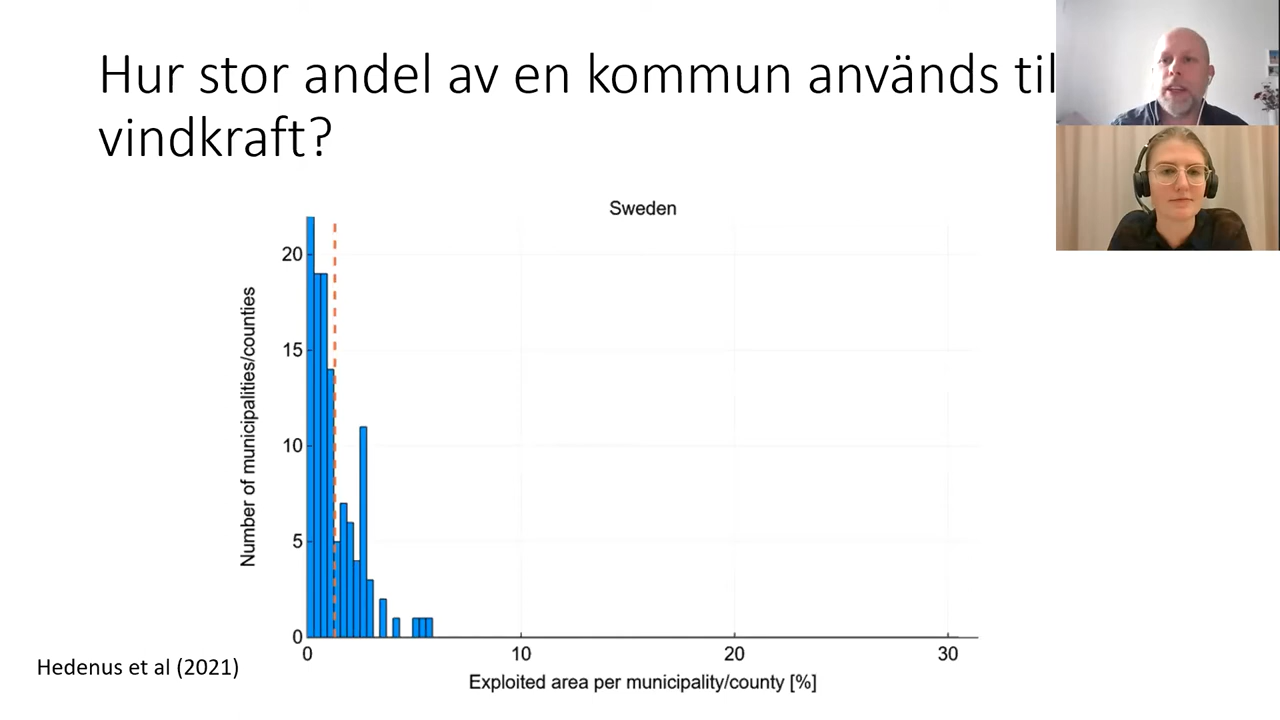 Hur stor andel av en kommun används til
vindkraft?
Sweden
20
15
10
5
0
Number of municipalities/counties
0 10 20 30
Exploited area per municipality/county [%]
Hedenus et al (2021)